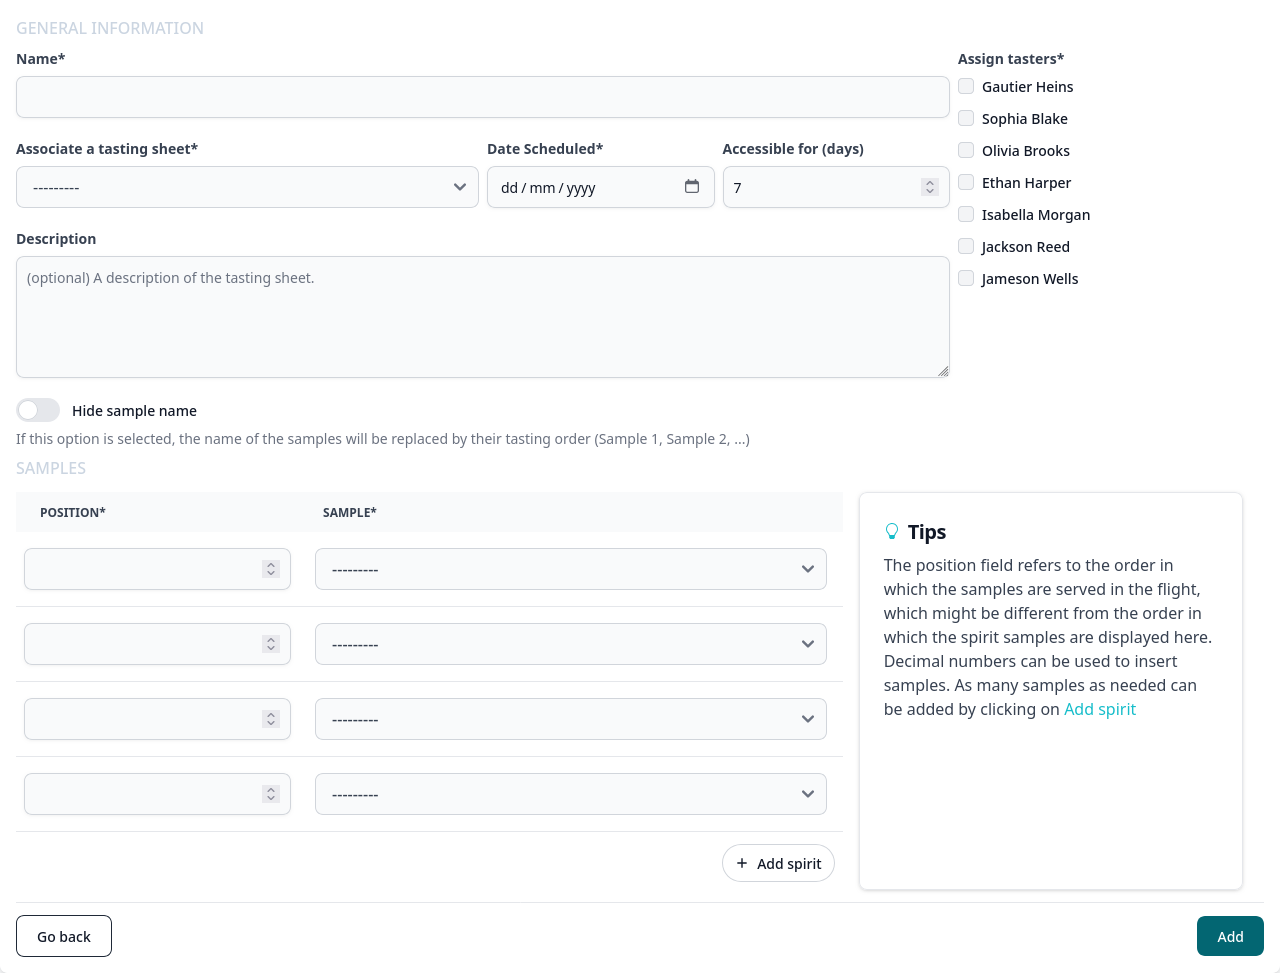 GENERAL INFORMATION
Name*
Assign tasters*
Gautier Heins
Sophia Blake
Olivia Brooks
Ethan Harper
Isabella Morgan
Jackson Reed
Jameson Wells
Associate a tasting sheet*
Date Scheduled*
Accessible for (days)
---------
dd / mm / yyyy
7
Description
(optional) A description of the tasting sheet.
Hide sample name
If this option is selected, the name of the samples will be replaced by their tasting order (Sample 1, Sample 2, ...)
SAMPLES
POSITION*
SAMPLE*
---------
---------
---------
---------
+ Add spirit
Tips
The position field refers to the order in
which the samples are served in the flight,
which might be different from the order in
which the spirit samples are displayed here.
Decimal numbers can be used to insert
samples. As many samples as needed can
be added by clicking on Add spirit
Go back
Add